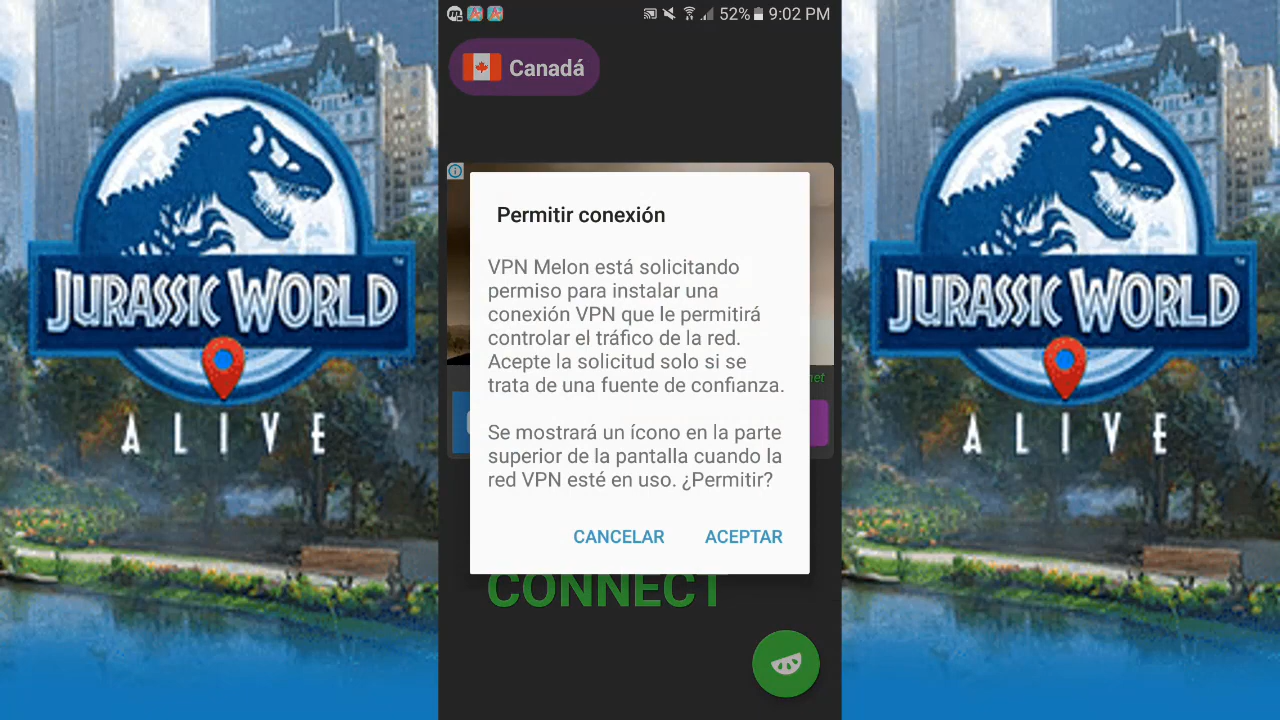 52% 9:02 PM
Canadá
Permitir conexión
VPN Melon está solicitando
permiso para instalar una
conexión VPN que le permitirá
controlar el tráfico de la red.
Acepte la solicitud solo si se
trata de una fuente de confianza.
Se mostrará un ícono en la parte
superior de la pantalla cuando la
red VPN esté en uso. ¿Permitir?
CANCELAR ACEPTAR
CONNECT
JURASSIC WORLD™
ALIVE
JURASSIC WORLD™
ALIVE